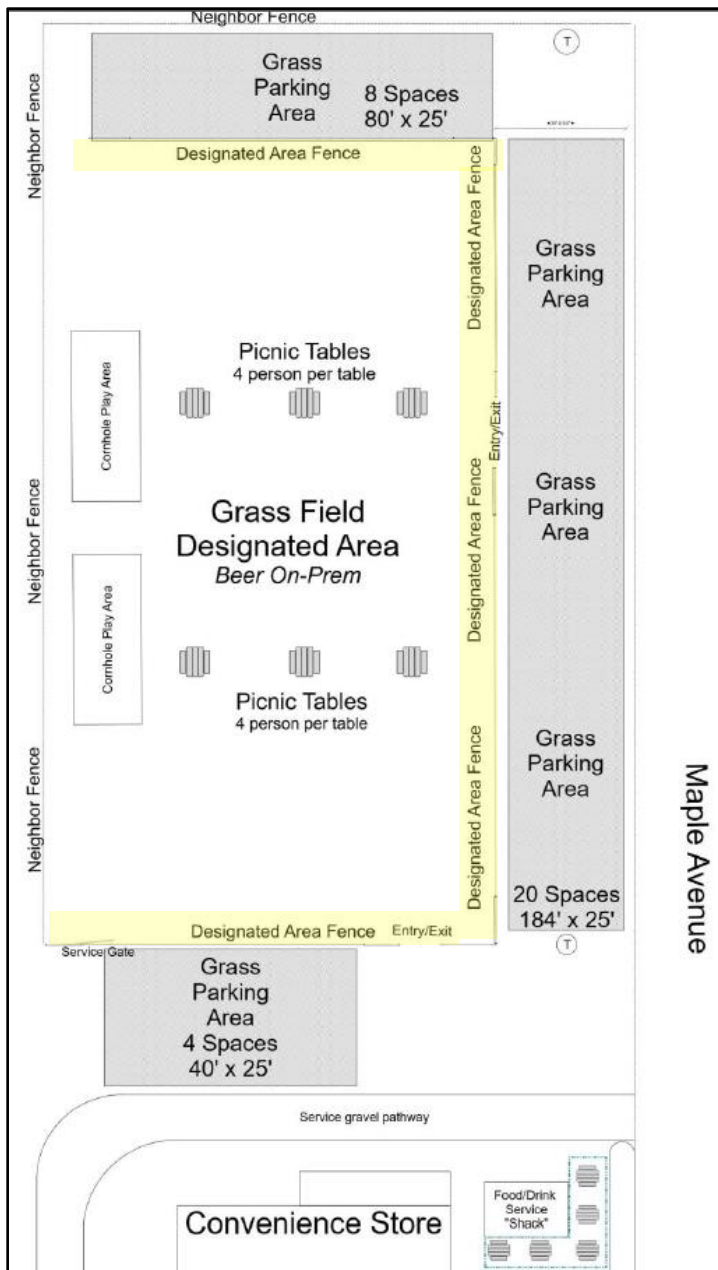 Neighbor Fence
T
Grass
Parking
Area
8 Spaces
80' x 25'
Neighbor Fence
Designated Area Fence
Designated Area Fence
Grass
Parking
Area
Picnic Tables
4 person per table
Cornhole Play Area
Entry/Exit
Neighbor Fence
Grass Field
Designated Area
Beer On-Prem
Designated Area Fence
Grass
Parking
Area
Cornhole Play Area
Picnic Tables
4 person per table
Neighbor Fence
Designated Area Fence
Grass
Parking
Area
Maple Avenue
20 Spaces
184' x 25'
Designated Area Fence
Entry/Exit
Service Gate
T
Grass
Parking
Area
4 Spaces
40' x 25'
Service gravel pathway
Convenience Store
Food/Drink
Service
"Shack"